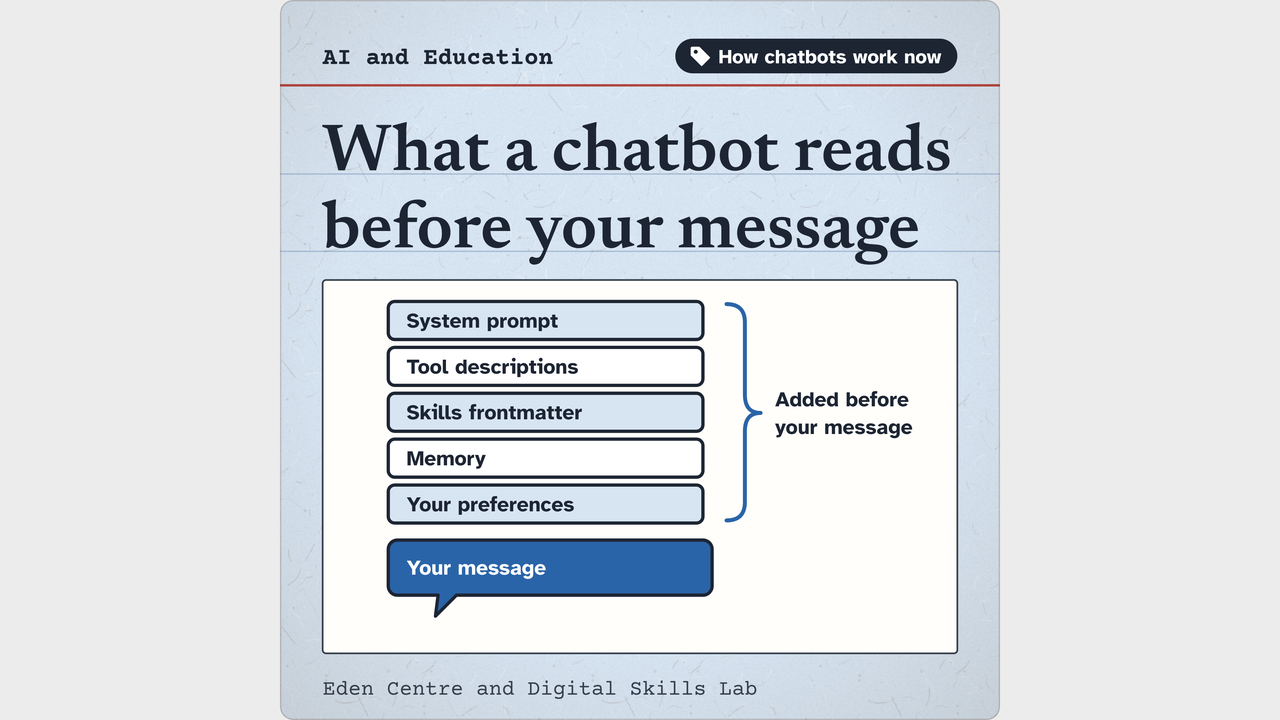 AI and Education
How chatbots work now
What a chatbot reads
before your message
System prompt
Tool descriptions
Skills frontmatter
Memory
Your preferences
Added before
your message
Your message
Eden Centre and Digital Skills Lab